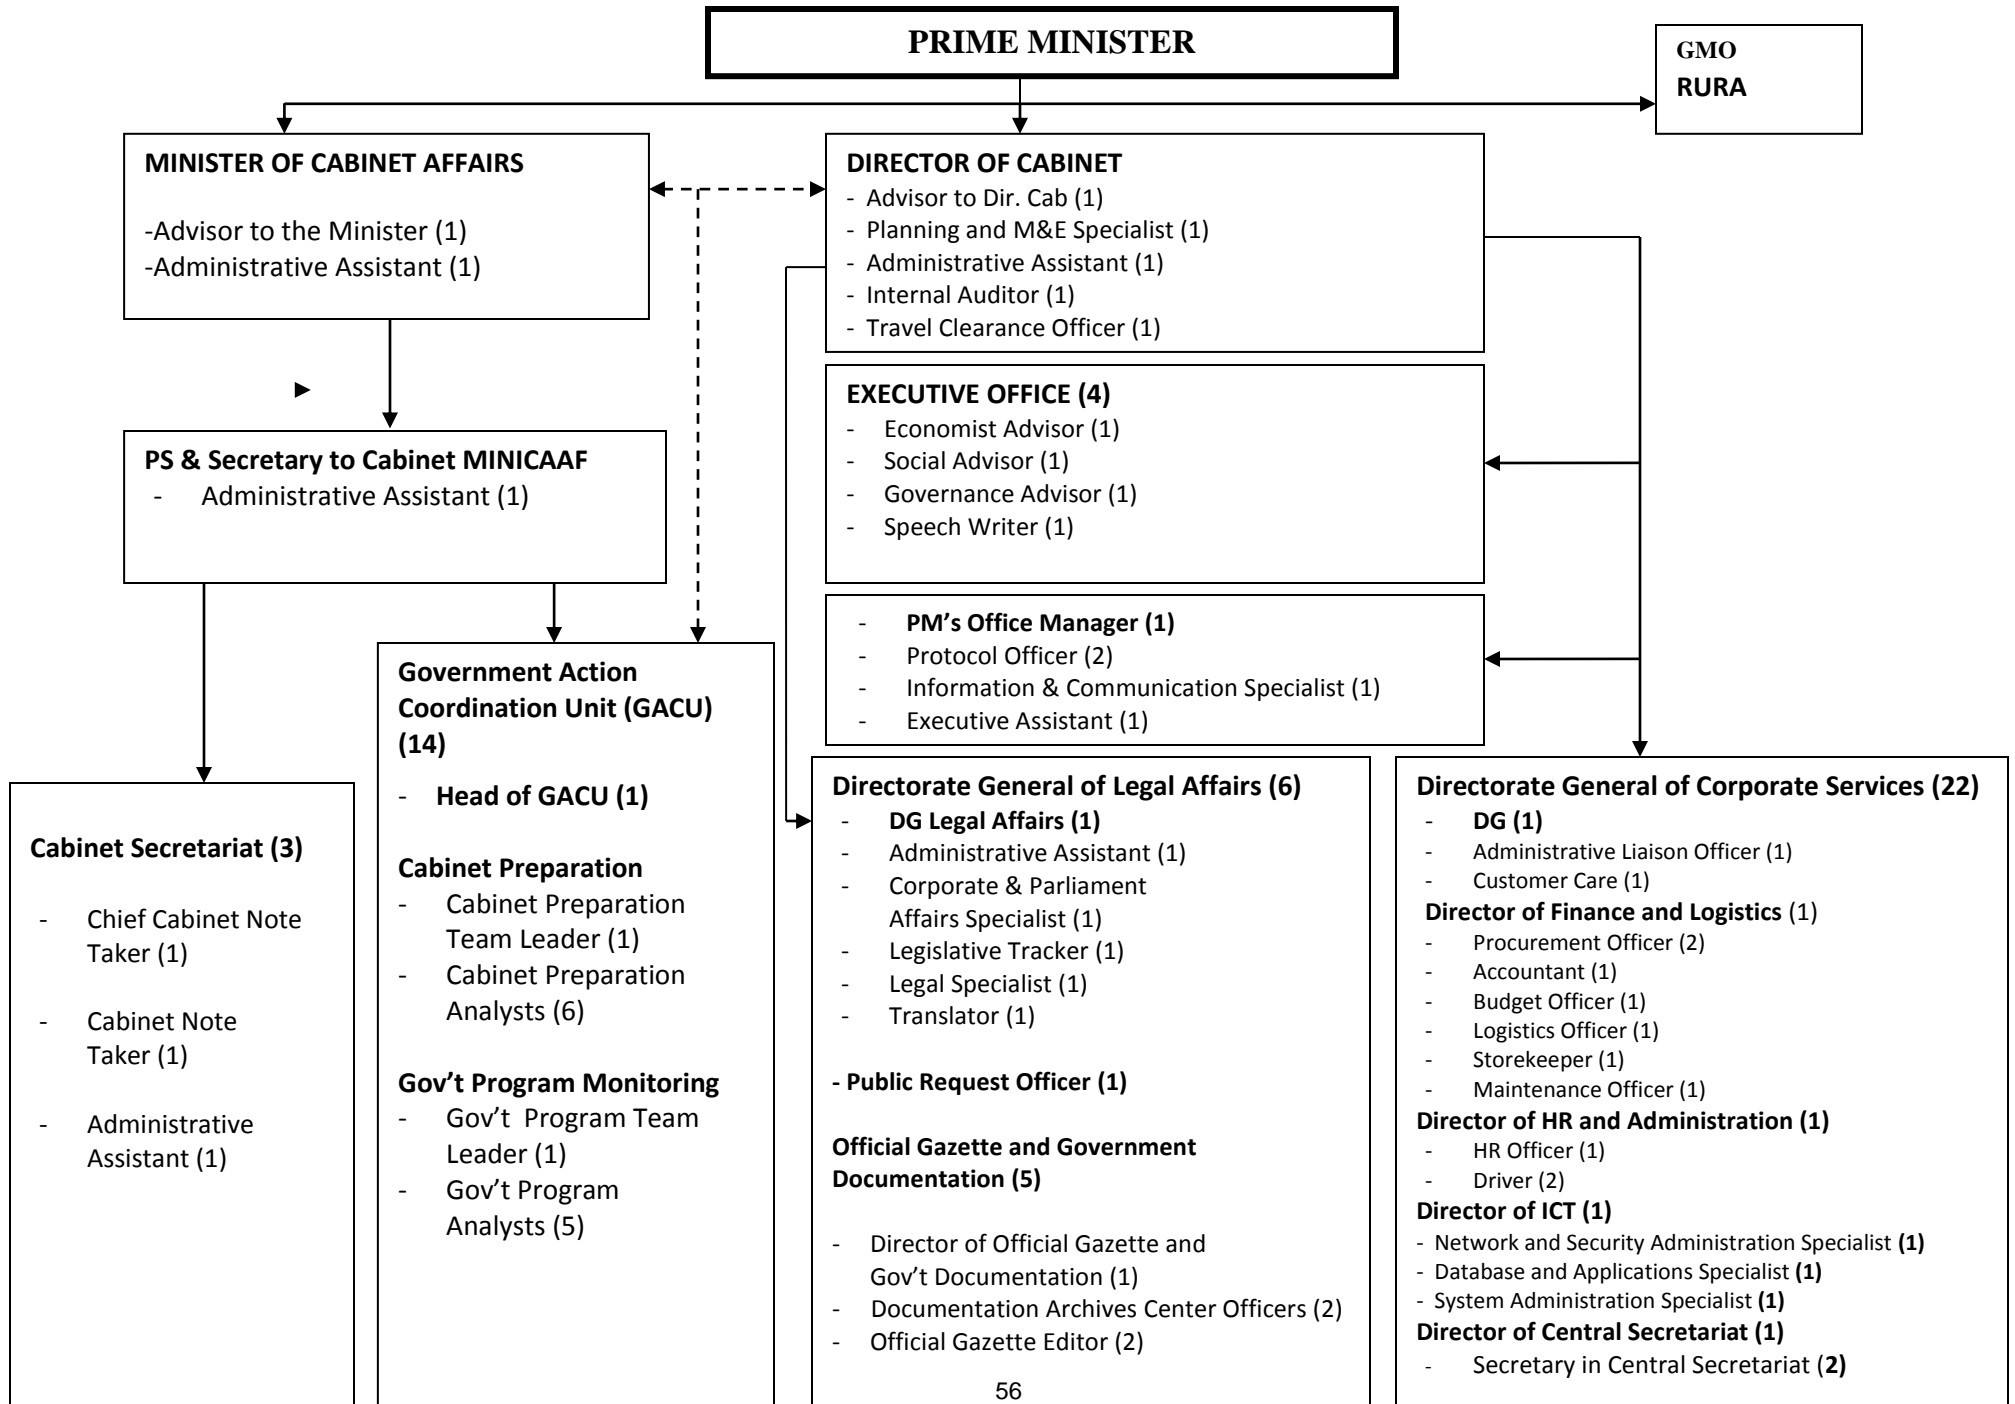 PRIME MINISTER
GMO
RURA
MINISTER OF CABINET AFFAIRS
-Advisor to the Minister (1)
-Administrative Assistant (1)
DIRECTOR OF CABINET
- Advisor to Dir. Cab (1)
- Planning and M&E Specialist (1)
- Administrative Assistant (1)
- Internal Auditor (1)
- Travel Clearance Officer (1)
EXECUTIVE OFFICE (4)
- Economist Advisor (1)
- Social Advisor (1)
- Governance Advisor (1)
- Speech Writer (1)
PS & Secretary to Cabinet MINICAAF
- Administrative Assistant (1)
- PM’s Office Manager (1)
- Protocol Officer (2)
- Information & Communication Specialist (1)
- Executive Assistant (1)
Cabinet Secretariat (3)
- Chief Cabinet Note
Taker (1)
- Cabinet Note
Taker (1)
- Administrative
Assistant (1)
Government Action
Coordination Unit (GACU)
(14)
- Head of GACU (1)
Cabinet Preparation
- Cabinet Preparation
Team Leader (1)
- Cabinet Preparation
Analysts (6)
Gov’t Program Monitoring
- Gov’t Program Team
Leader (1)
- Gov’t Program
Analysts (5)
Directorate General of Legal Affairs (6)
- DG Legal Affairs (1)
- Administrative Assistant (1)
- Corporate & Parliament
Affairs Specialist (1)
- Legislative Tracker (1)
- Legal Specialist (1)
- Translator (1)
- Public Request Officer (1)
Official Gazette and Government
Documentation (5)
- Director of Official Gazette and
Gov’t Documentation (1)
- Documentation Archives Center Officers (2)
- Official Gazette Editor (2)
Directorate General of Corporate Services (22)
- DG (1)
- Administrative Liaison Officer (1)
- Customer Care (1)
Director of Finance and Logistics (1)
- Procurement Officer (2)
- Accountant (1)
- Budget Officer (1)
- Logistics Officer (1)
- Storekeeper (1)
- Maintenance Officer (1)
Director of HR and Administration (1)
- HR Officer (1)
- Driver (2)
Director of ICT (1)
- Network and Security Administration Specialist (1)
- Database and Applications Specialist (1)
- System Administration Specialist (1)
Director of Central Secretariat (1)
- Secretary in Central Secretariat (2)
56